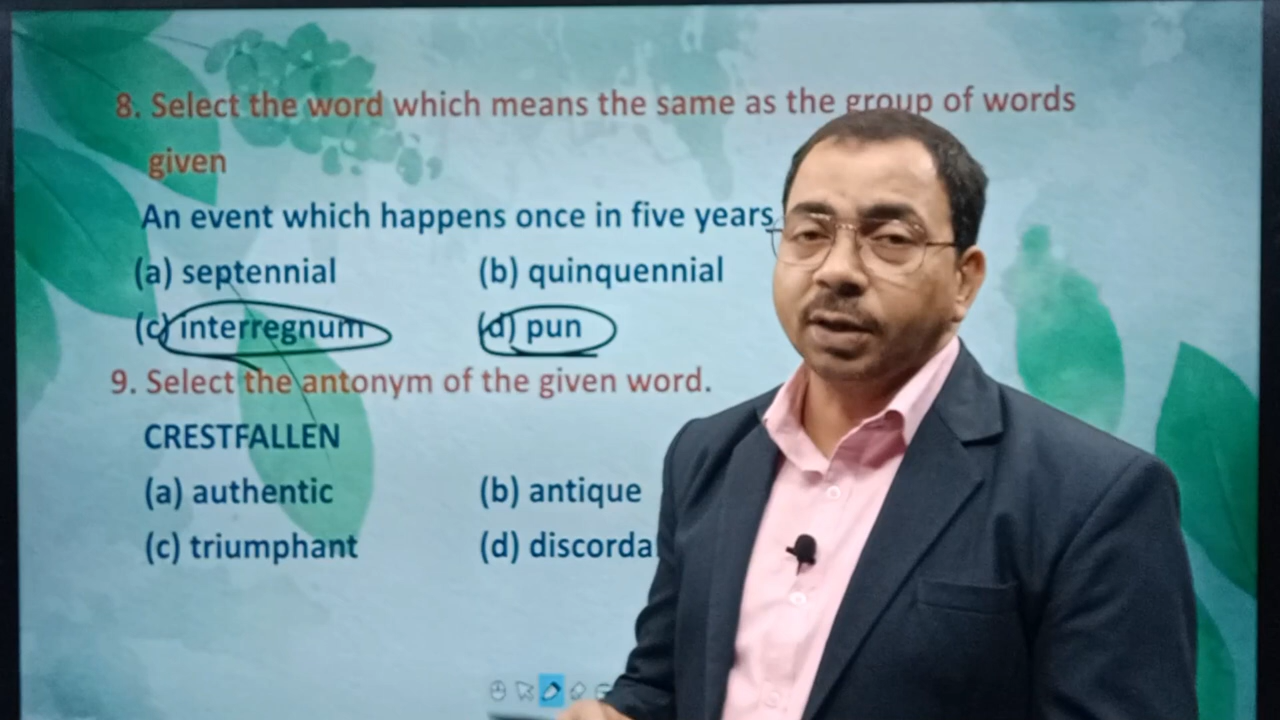 8. Select the word which means the same as the group of words
given
An event which happens once in five years
(a) septennial (b) quinquennial
(c) interregnum (d) pun
9. Select the antonym of the given word.
CRESTFALLEN
(a) authentic (b) antique
(c) triumphant (d)